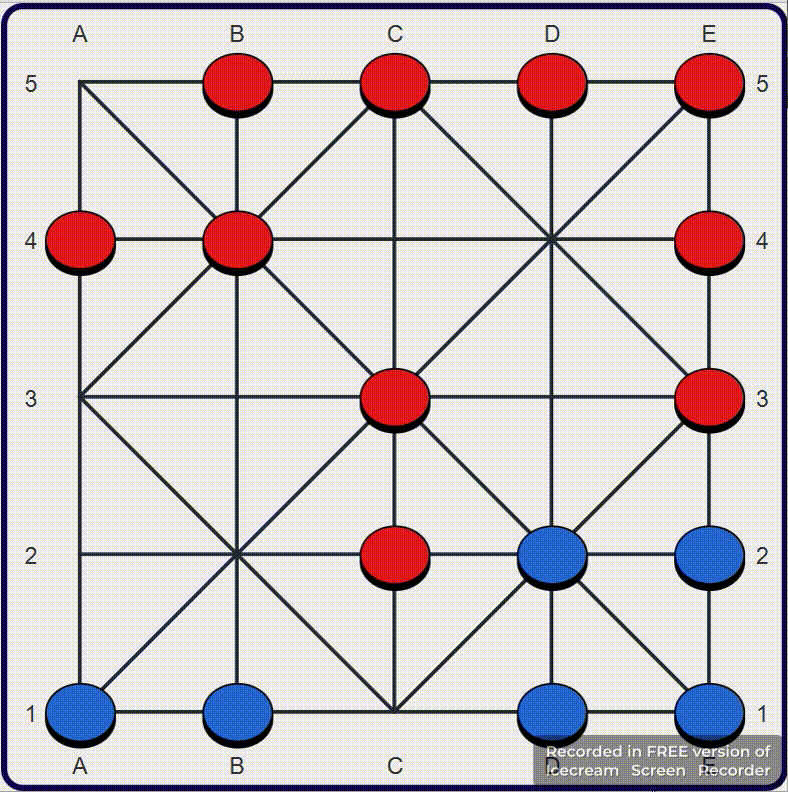 A B C D E
5 5
4 4
3 3
2 2
1 1
Recorded in FREE version of
Icecream Screen Recorder
A B C D E